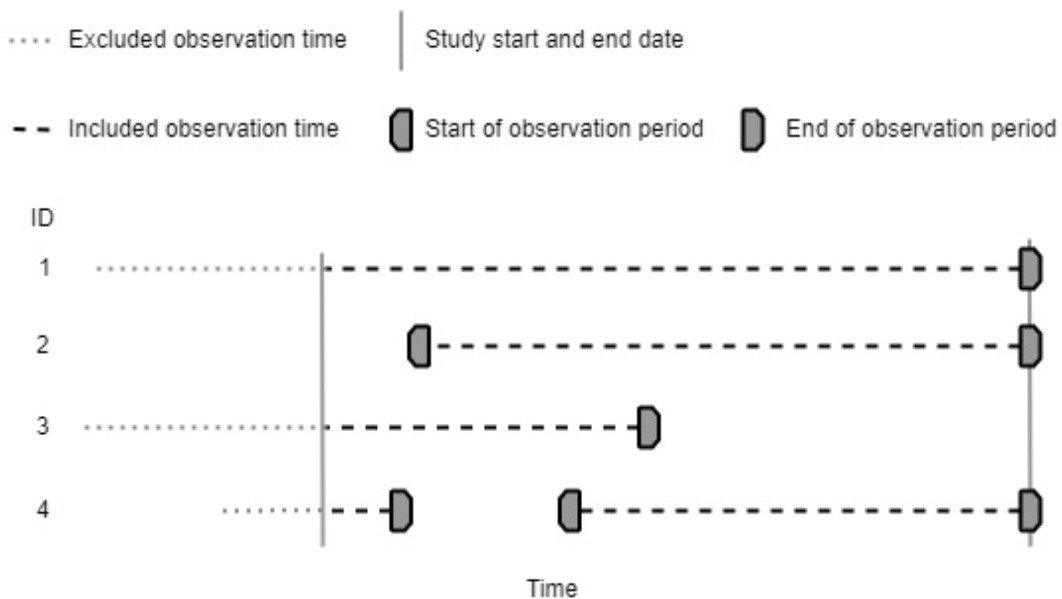 Excluded observation time
Study start and end date
Included observation time
Start of observation period
End of observation period
ID
1
2
3
4
Time